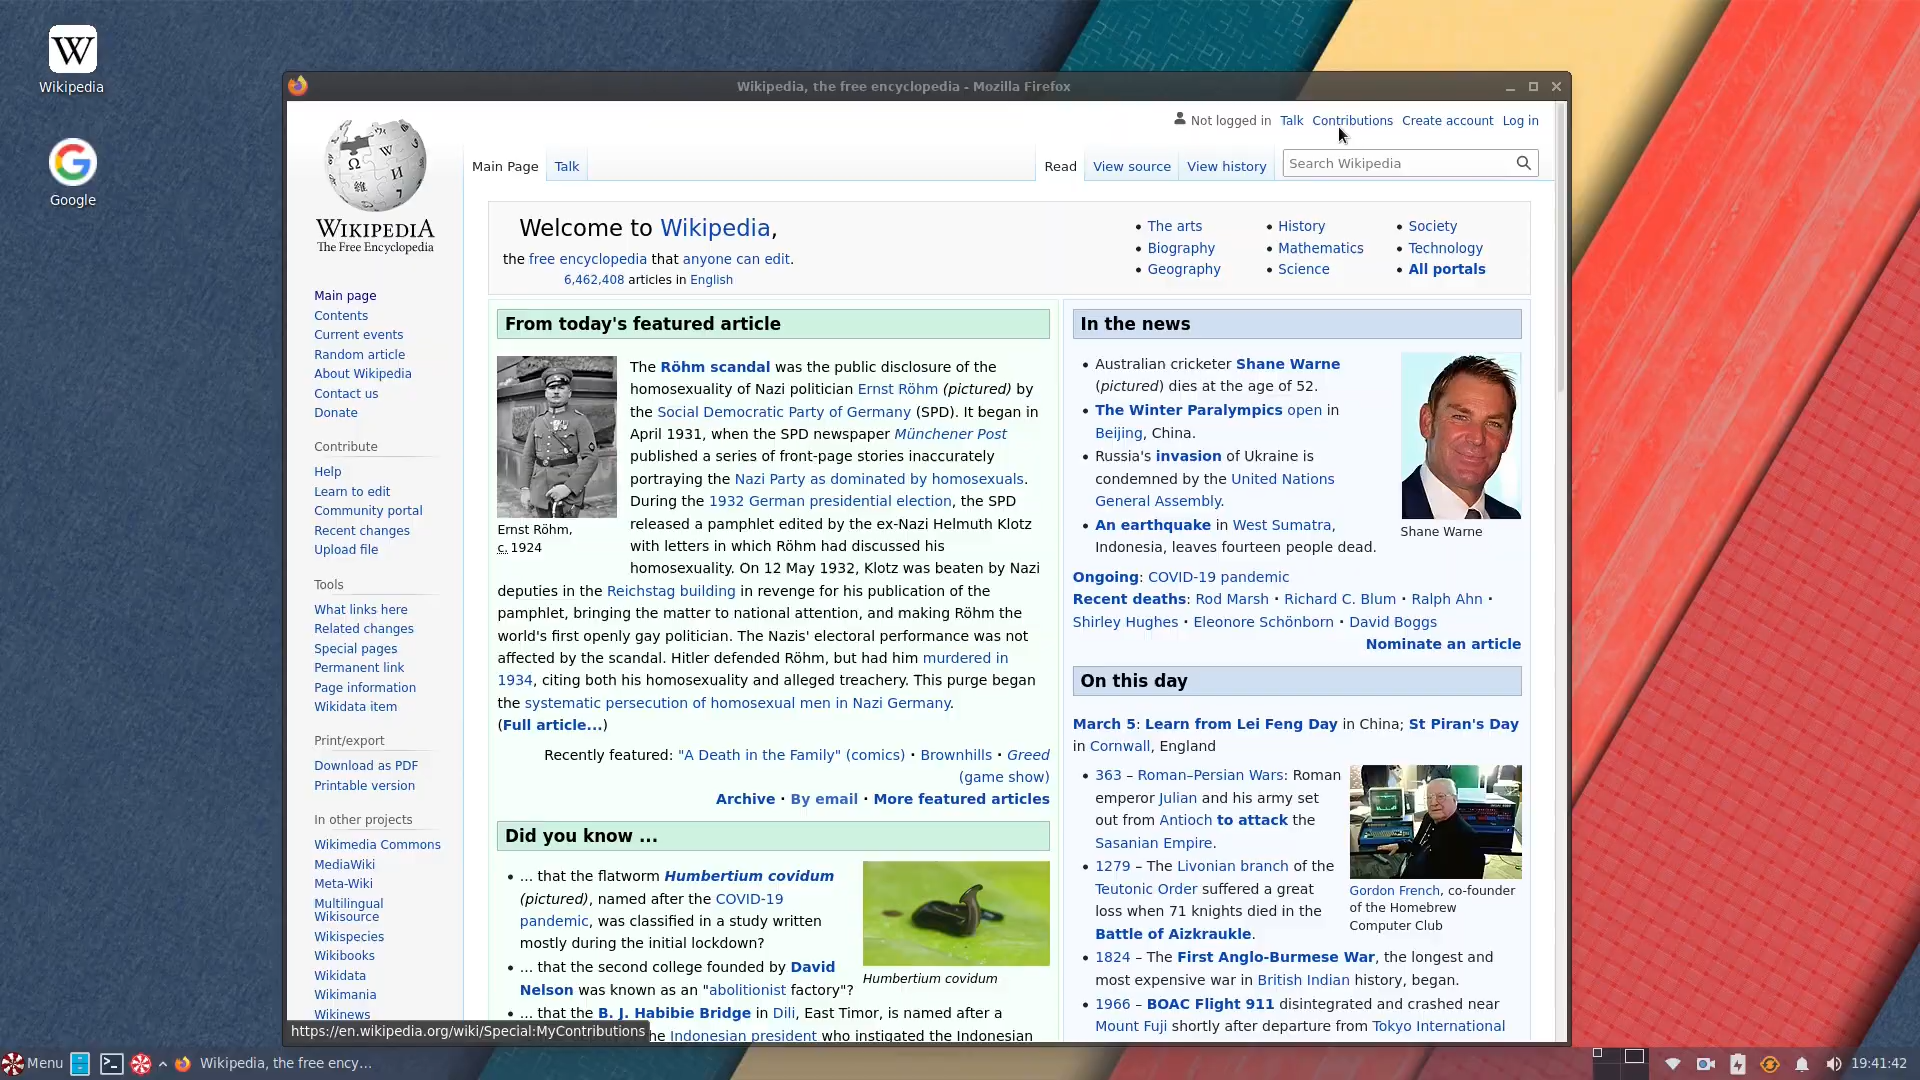 Wikipedia
Google
Wikipedia, the free encyclopedia - Mozilla Firefox
Not logged in Talk Contributions Create account Log in
Main Page Talk Read View source View history Search Wikipedia
WIKIPEDIA
The Free Encyclopedia
Main page
Contents
Current events
Random article
About Wikipedia
Contact us
Donate
Contribute
Help
Learn to edit
Community portal
Recent changes
Upload file
Tools
What links here
Related changes
Special pages
Permanent link
Page information
Wikidata item
Print/export
Download as PDF
Printable version
In other projects
Wikimedia Commons
MediaWiki
Meta-Wiki
Multilingual
Wikisource
Wikispecies
Wikibooks
Wikidata
Wikimania
Wikinews
Welcome to Wikipedia,
the free encyclopedia that anyone can edit.
6,462,408 articles in English
• The arts
• Biography
• Geography
• History
• Mathematics
• Science
• Society
• Technology
• All portals
From today's featured article
Ernst Röhm,
c. 1924
The Röhm scandal was the public disclosure of the
homosexuality of Nazi politician Ernst Röhm (pictured) by
the Social Democratic Party of Germany (SPD). It began in
April 1931, when the SPD newspaper Münchener Post
published a series of front-page stories inaccurately
portraying the Nazi Party as dominated by homosexuals.
During the 1932 German presidential election, the SPD
released a pamphlet edited by the ex-Nazi Helmuth Klotz
with letters in which Röhm had discussed his
homosexuality. On 12 May 1932, Klotz was beaten by Nazi
deputies in the Reichstag building in revenge for his publication of the
pamphlet, bringing the matter to national attention, and making Röhm the
world's first openly gay politician. The Nazis' electoral performance was not
affected by the scandal. Hitler defended Röhm, but had him murdered in
1934, citing both his homosexuality and alleged treachery. This purge began
the systematic persecution of homosexual men in Nazi Germany.
(Full article...)
Recently featured: "A Death in the Family" (comics) · Brownhills · Greed
(game show)
Archive · By email · More featured articles
Did you know ...
• ... that the flatworm Humbertium covidum
(pictured), named after the COVID-19
pandemic, was classified in a study written
mostly during the initial lockdown?
• ... that the second college founded by David
Nelson was known as an "abolitionist factory"?
• ... that the B. J. Habibie Bridge in Dili, East Timor, is named after a
he Indonesian president who instigated the Indonesian
Humbertium covidum
In the news
• Australian cricketer Shane Warne
(pictured) dies at the age of 52.
• The Winter Paralympics open in
Beijing, China.
• Russia's invasion of Ukraine is
condemned by the United Nations
General Assembly.
• An earthquake in West Sumatra,
Indonesia, leaves fourteen people dead.
Shane Warne
Ongoing: COVID-19 pandemic
Recent deaths: Rod Marsh · Richard C. Blum · Ralph Ahn ·
Shirley Hughes · Eleonore Schönborn · David Boggs
Nominate an article
On this day
March 5: Learn from Lei Feng Day in China; St Piran's Day
in Cornwall, England
• 363 – Roman–Persian Wars: Roman
emperor Julian and his army set
out from Antioch to attack the
Sasanian Empire.
• 1279 – The Livonian branch of the
Teutonic Order suffered a great
loss when 71 knights died in the
Battle of Aizkraukle.
Gordon French, co-founder
of the Homebrew
Computer Club
• 1824 – The First Anglo-Burmese War, the longest and
most expensive war in British Indian history, began.
• 1966 – BOAC Flight 911 disintegrated and crashed near
Mount Fuji shortly after departure from Tokyo International
https://en.wikipedia.org/wiki/Special:MyContributions
Menu Wikipedia, the free ency... 19:41:42